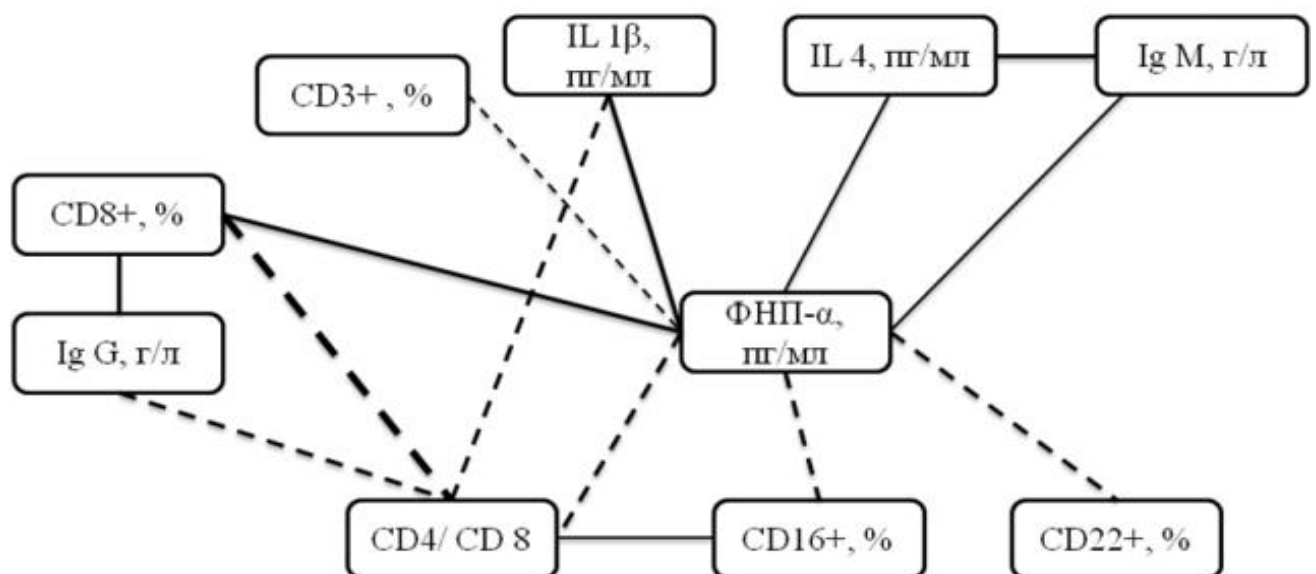 IL 1β,
пг/мл
IL 4, пг/мл
Ig M, г/л
CD3+ , %
CD8+, %
ФНП-α,
пг/мл
Ig G, г/л
CD4/ CD 8
CD16+, %
CD22+, %